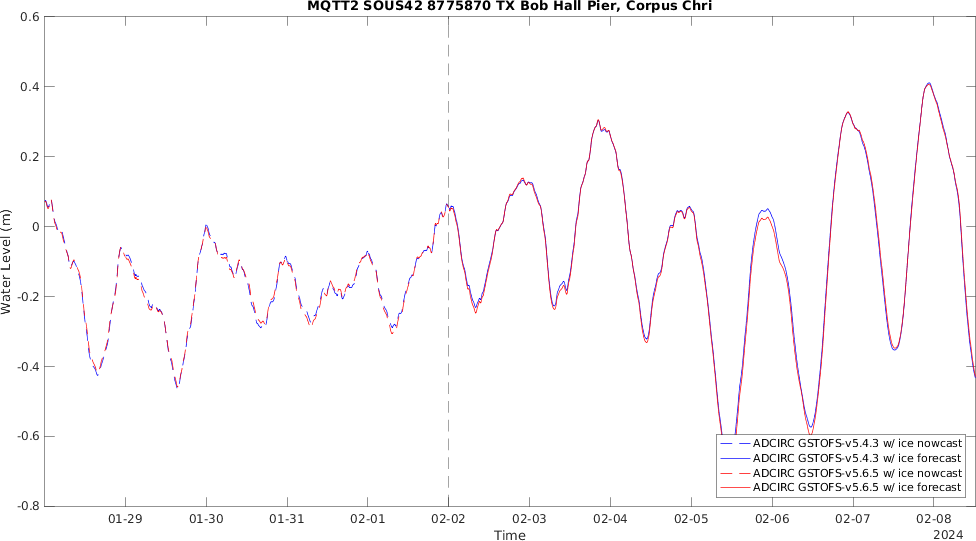 MQTT2 SOUS42 8775870 TX Bob Hall Pier, Corpus Chri
0.6
0.4
0.2
0
-0.2
-0.4
-0.6
-0.8
Water Level (m)
ADCIRC GSTOFS-v5.4.3 w/ ice nowcast
ADCIRC GSTOFS-v5.4.3 w/ ice forecast
ADCIRC GSTOFS-v5.6.5 w/ ice nowcast
ADCIRC GSTOFS-v5.6.5 w/ ice forecast
01-29 01-30 01-31 02-01 02-02 02-03 02-04 02-05 02-06 02-07 02-08
Time 2024